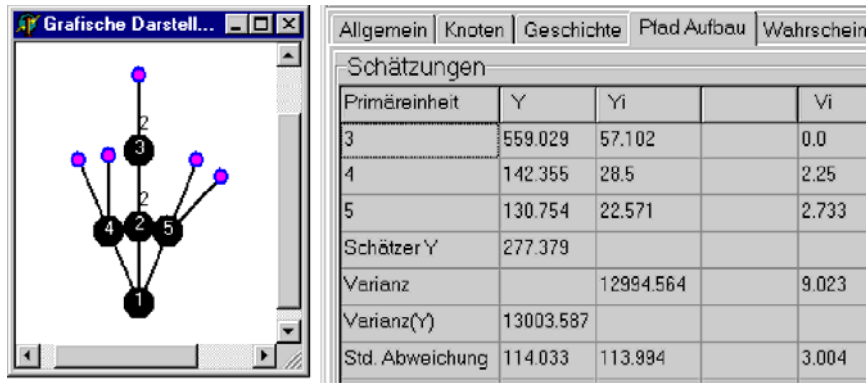 Grafische Darstell...
2
3
2
4 2 5
1
Allgemein Knoten Geschichte Pfad Aufbau Wahrschein
Schätzungen
Primäreinheit Y Yi Vi
3 559.029 57.102 0.0
4 142.355 28.5 2.25
5 130.754 22.571 2.733
Schätzer Y 277.379
Varianz 12994.564 9.023
Varianz(Y) 13003.587
Std. Abweichung 114.033 113.994 3.004